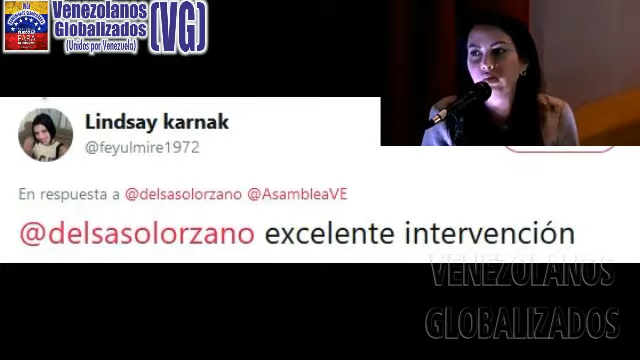 Venezolanos
Globalizados
(Unidos por Venezuela)
(VG)
Lindsay karnak
@feyulmire1972
En respuesta a @delsasolorzano @AsambleaVE
@delsasolorzano excelente intervención
VENEZOLANOS
GLOBALIZADOS